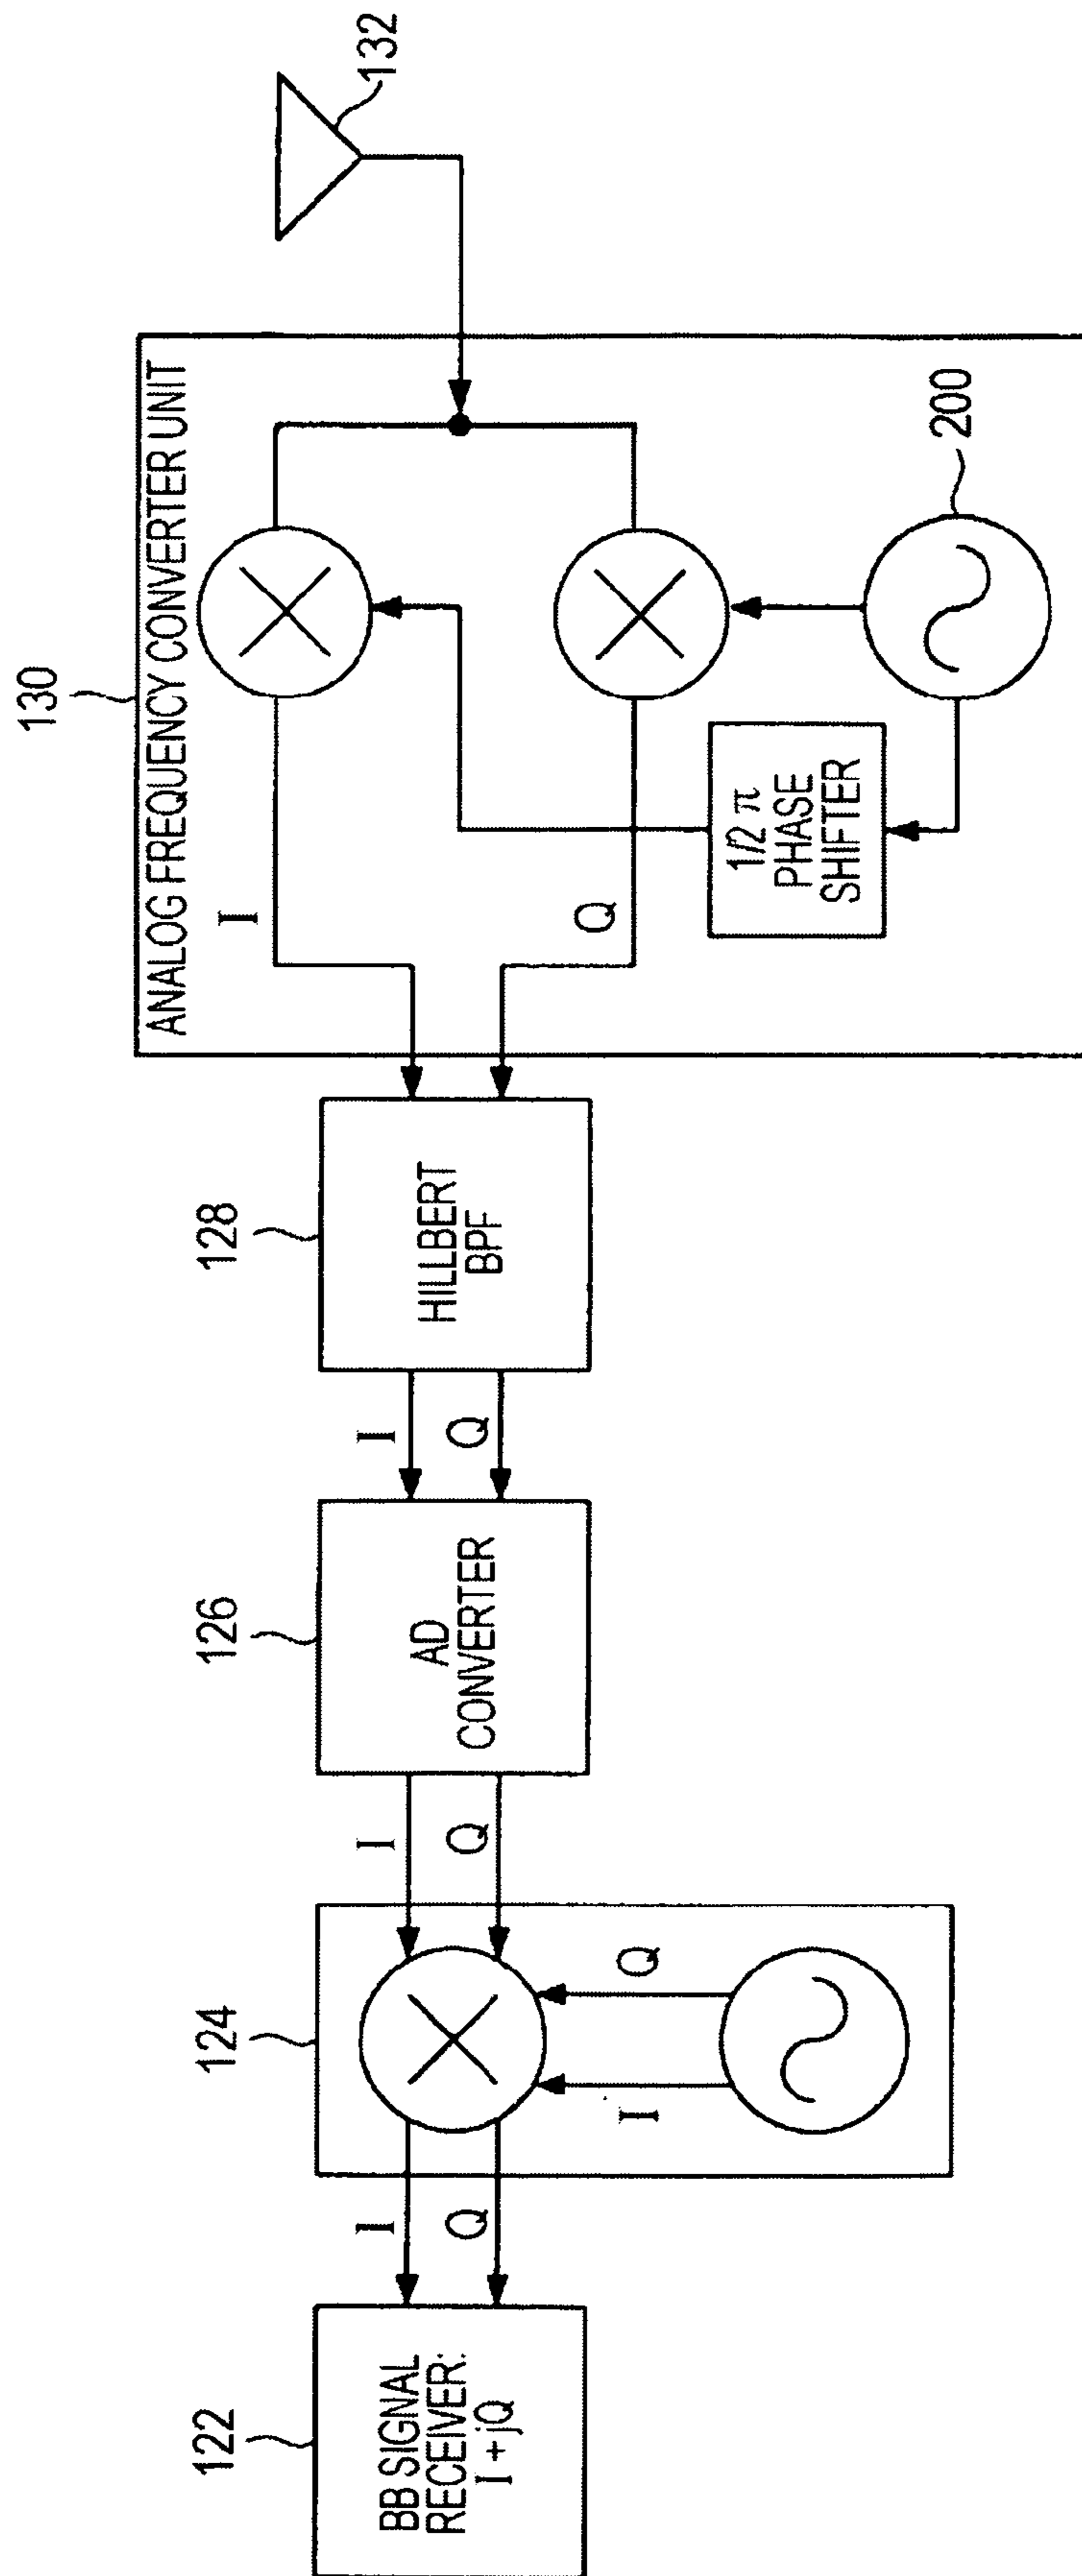 130
132
ANALOG FREQUENCY CONVERTER UNIT
I
Q
1/2 π
PHASE
SHIFTER
200
128
HILLBERT
BPF
I
Q
126
AD
CONVERTER
I
Q
124
Q
I
I
Q
122
BB SIGNAL
RECEIVER:
I + jQ